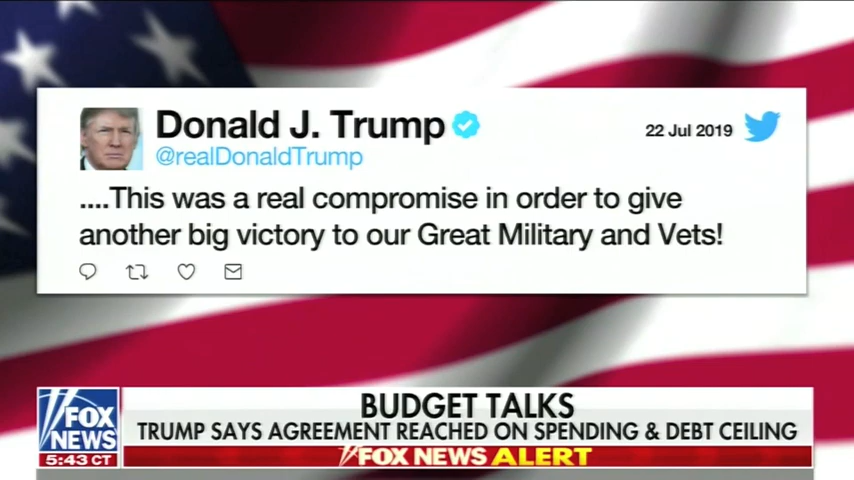 Donald J. Trump
@realDonaldTrump
22 Jul 2019
....This was a real compromise in order to give
another big victory to our Great Military and Vets!
BUDGET TALKS
TRUMP SAYS AGREEMENT REACHED ON SPENDING & DEBT CEILING
FOX NEWS ALERT
FOX
NEWS
5:43 CT